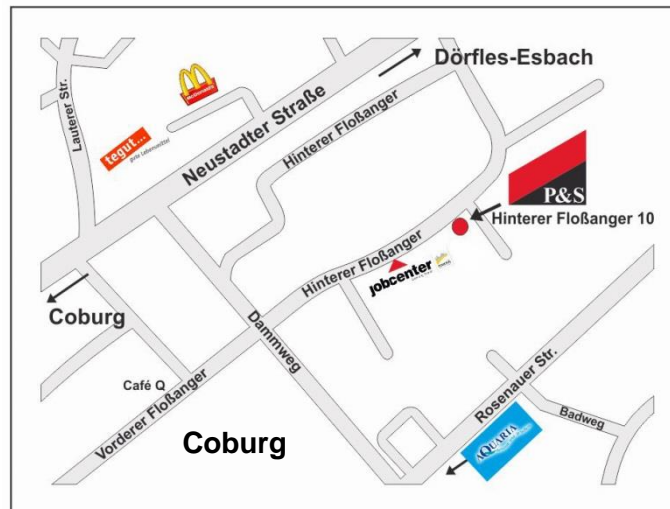 Dörfles-Esbach
Lauterer Str.
McDonald's
tegut...
gute Lebensmittel
Neustadter Straße
Hinterer Floßanger
P&S
Hinterer Floßanger 10
Hinterer Floßanger
jobcenter
Coburg
Dammweg
Café Q
Vorderer Floßanger
Coburg
Rosenauer Str.
Badweg
AQUARIA